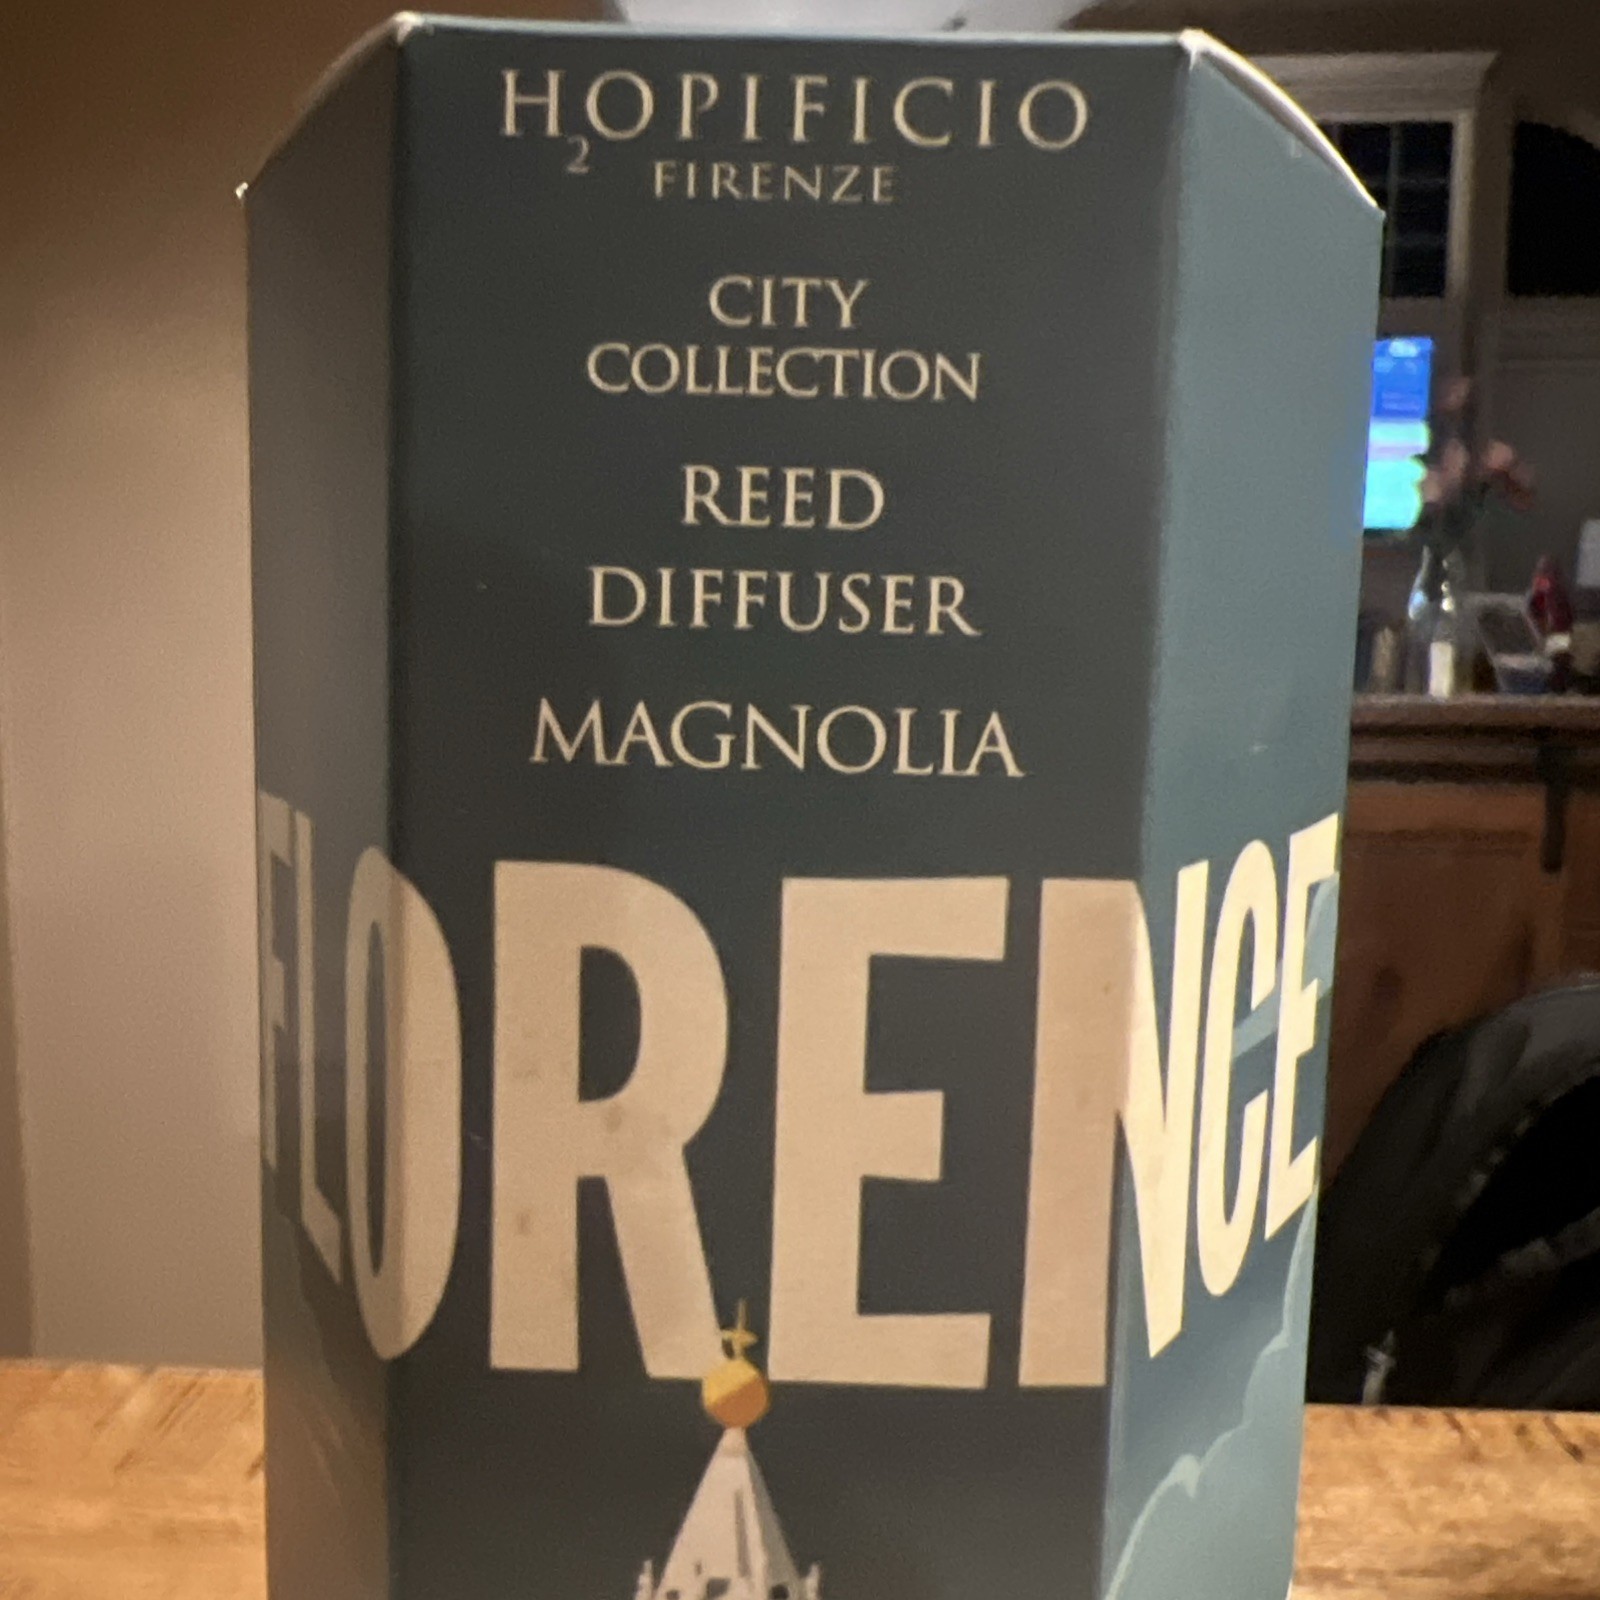 H₂OPIFICIO
FIRENZE
CITY
COLLECTION
REED
DIFFUSER
MAGNOLIA
FLORENCE